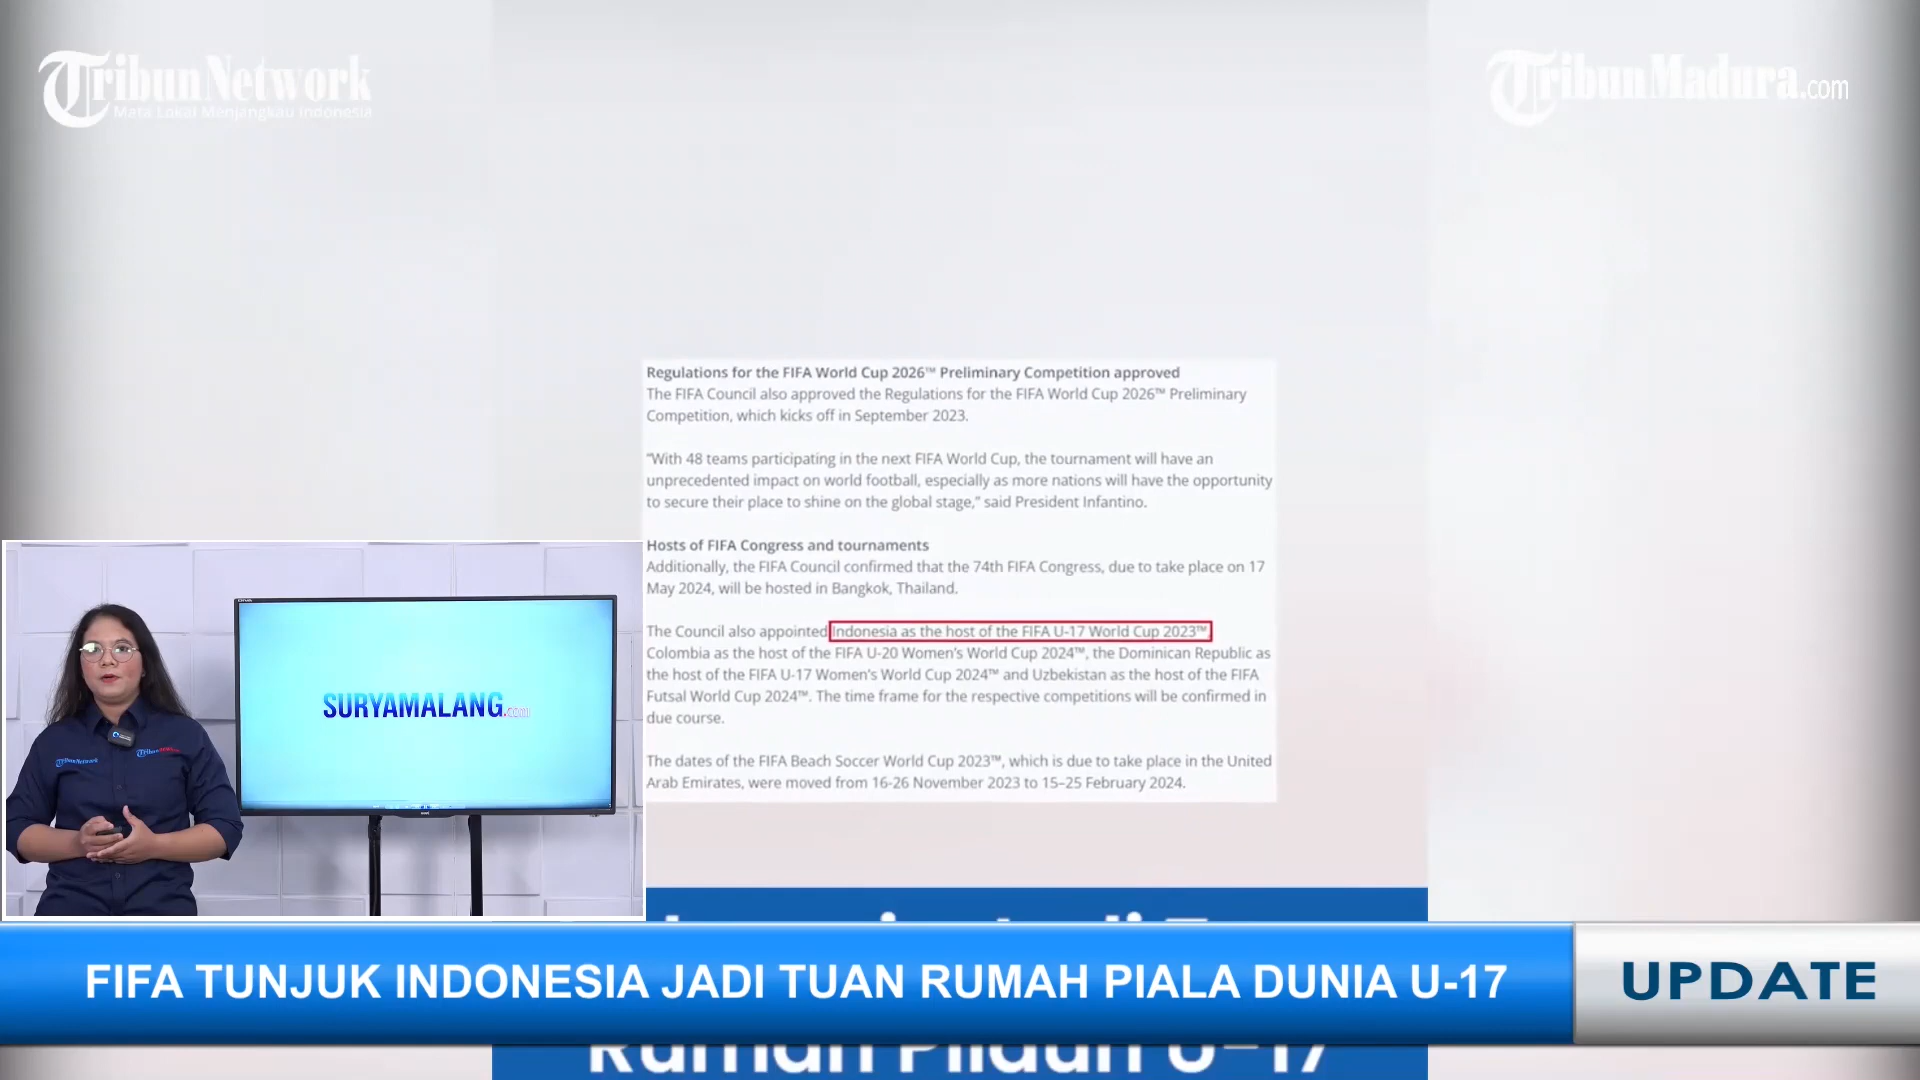 TribunNetwork
Mata Lokal Menjangkau Indonesia
TribunMadura.com
Regulations for the FIFA World Cup 2026™ Preliminary Competition approved
The FIFA Council also approved the Regulations for the FIFA World Cup 2026™ Preliminary
Competition, which kicks off in September 2023.
“With 48 teams participating in the next FIFA World Cup, the tournament will have an
unprecedented impact on world football, especially as more nations will have the opportunity
to secure their place to shine on the global stage,” said President Infantino.
Hosts of FIFA Congress and tournaments
Additionally, the FIFA Council confirmed that the 74th FIFA Congress, due to take place on 17
May 2024, will be hosted in Bangkok, Thailand.
The Council also appointed Indonesia as the host of the FIFA U-17 World Cup 2023™
Colombia as the host of the FIFA U-20 Women's World Cup 2024™, the Dominican Republic as
the host of the FIFA U-17 Women's World Cup 2024™ and Uzbekistan as the host of the FIFA
Futsal World Cup 2024™. The time frame for the respective competitions will be confirmed in
due course.
The dates of the FIFA Beach Soccer World Cup 2023™, which is due to take place in the United
Arab Emirates, were moved from 16-26 November 2023 to 15–25 February 2024.
SURYAMALANG.com
TribunNetwork
FIFA TUNJUK INDONESIA JADI TUAN RUMAH PIALA DUNIA U-17
UPDATE
Rumah Pildun U-17